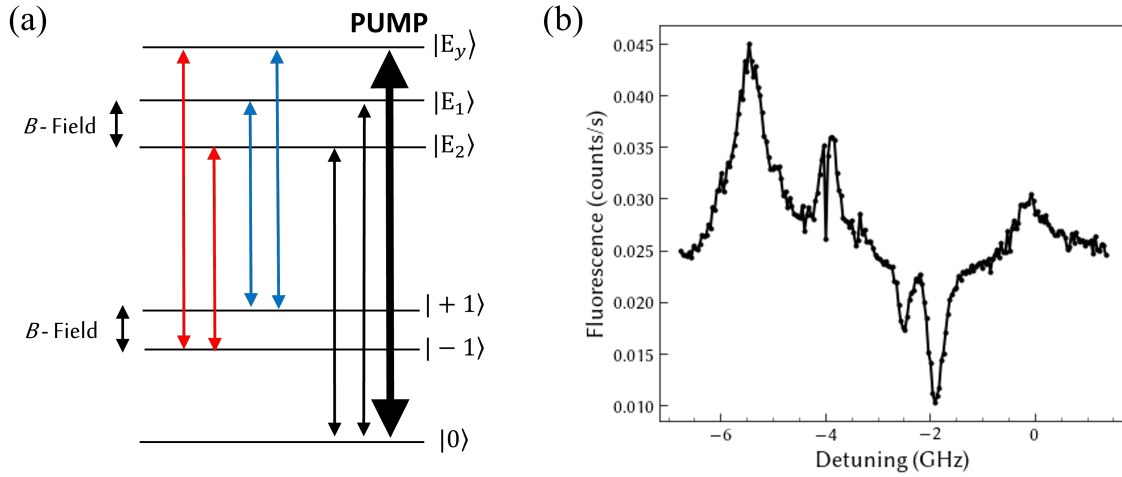 (a)
PUMP
|E_y⟩
|E_1⟩
B-Field
|E_2⟩
|+1⟩
B-Field
|−1⟩
|0⟩
(b)
Fluorescence (counts/s)
0.045
0.040
0.035
0.030
0.025
0.020
0.015
0.010
−6 −4 −2 0
Detuning (GHz)